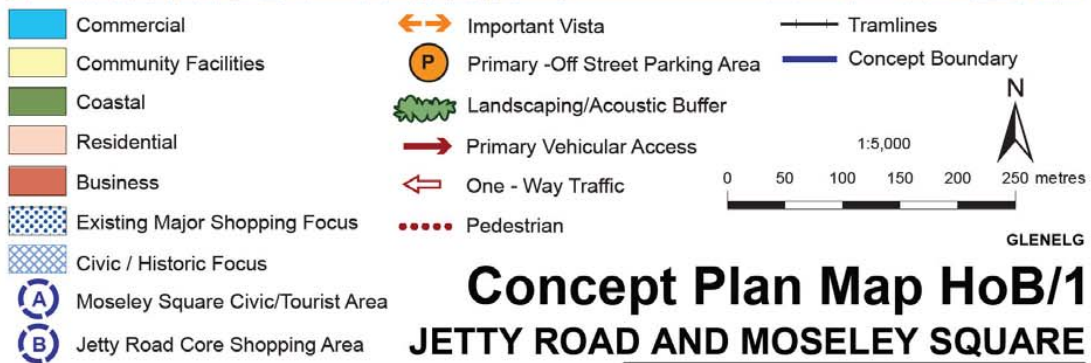 Commercial
Community Facilities
Coastal
Residential
Business
Existing Major Shopping Focus
Civic / Historic Focus
A Moseley Square Civic/Tourist Area
B Jetty Road Core Shopping Area
Important Vista
P Primary -Off Street Parking Area
Landscaping/Acoustic Buffer
Primary Vehicular Access
One - Way Traffic
Pedestrian
Tramlines
Concept Boundary
N
1:5,000
0 50 100 150 200 250 metres
GLENELG
Concept Plan Map HoB/1
JETTY ROAD AND MOSELEY SQUARE